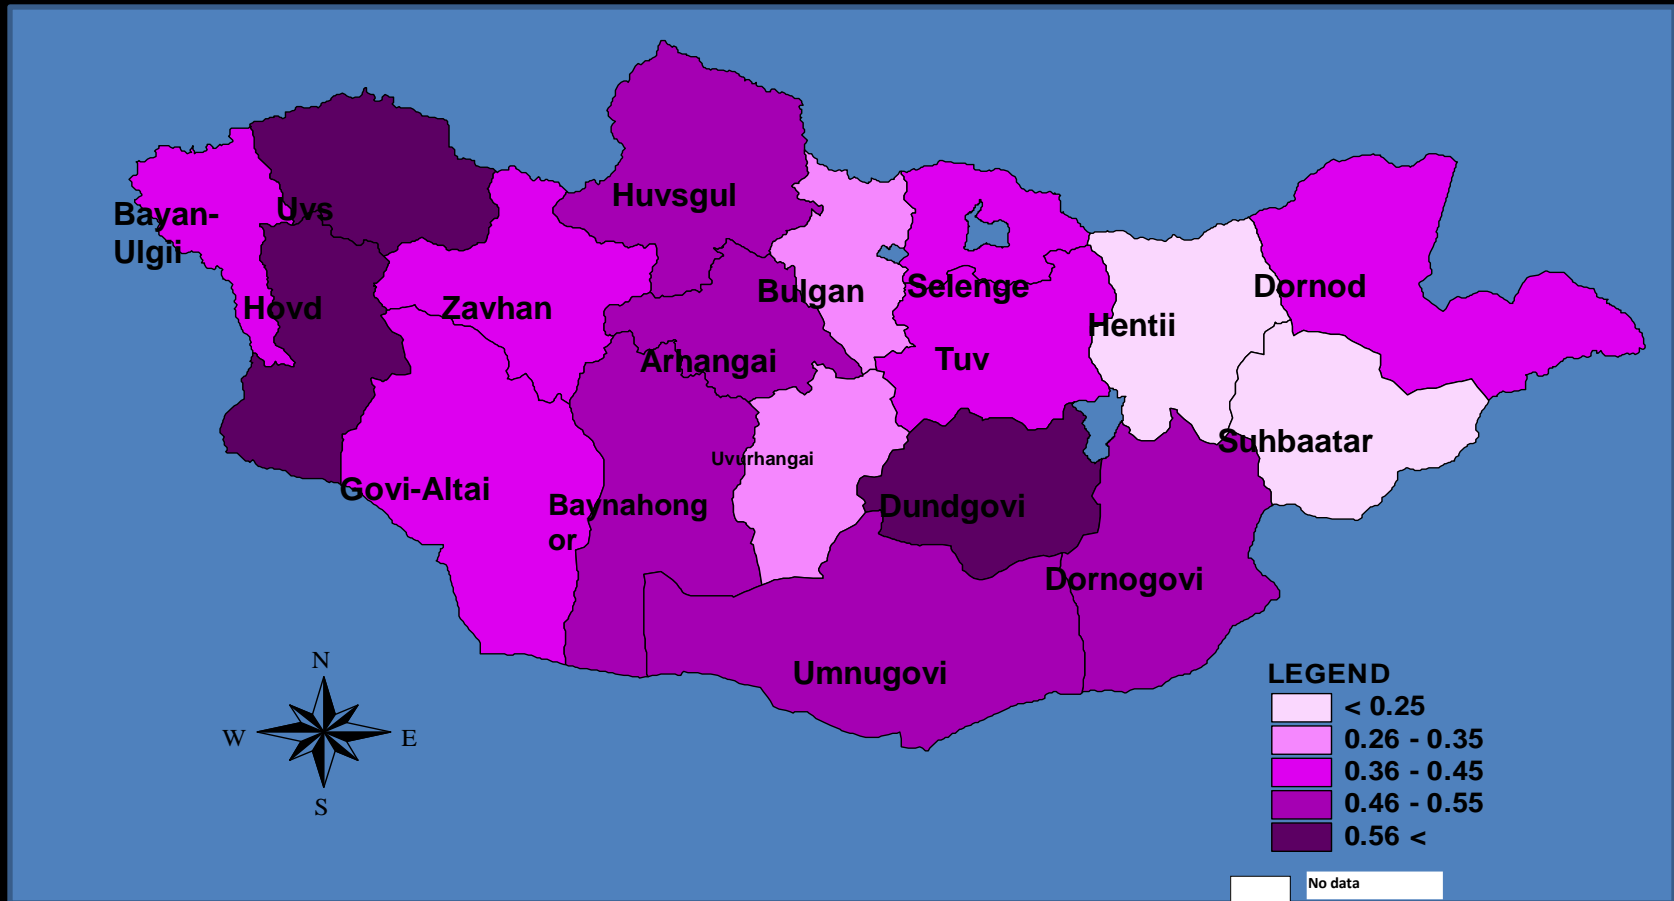 Huvsgul
Uvs
Bayan-
Ulgii
Hovd
Zavhan
Bulgan
Selenge
Dornod
Hentii
Arhangai
Tuv
Suhbaatar
Uvurhangai
Govi-Altai
Baynahong
or
Dundgovi
Dornogovi
Umnugovi
N
W
E
S
LEGEND
< 0.25
0.26 - 0.35
0.36 - 0.45
0.46 - 0.55
0.56 <
No data